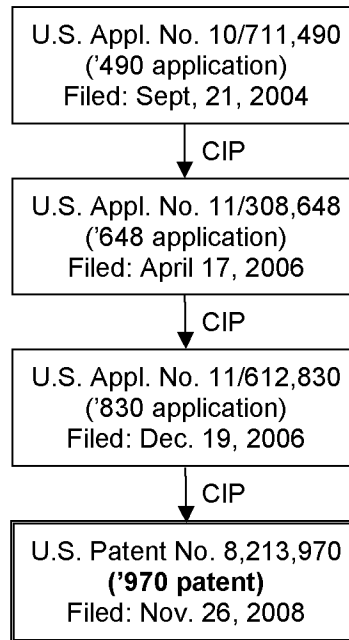 U.S. Appl. No. 10/711,490
('490 application)
Filed: Sept, 21, 2004
CIP
U.S. Appl. No. 11/308,648
('648 application)
Filed: April 17, 2006
CIP
U.S. Appl. No. 11/612,830
('830 application)
Filed: Dec. 19, 2006
CIP
U.S. Patent No. 8,213,970
('970 patent)
Filed: Nov. 26, 2008